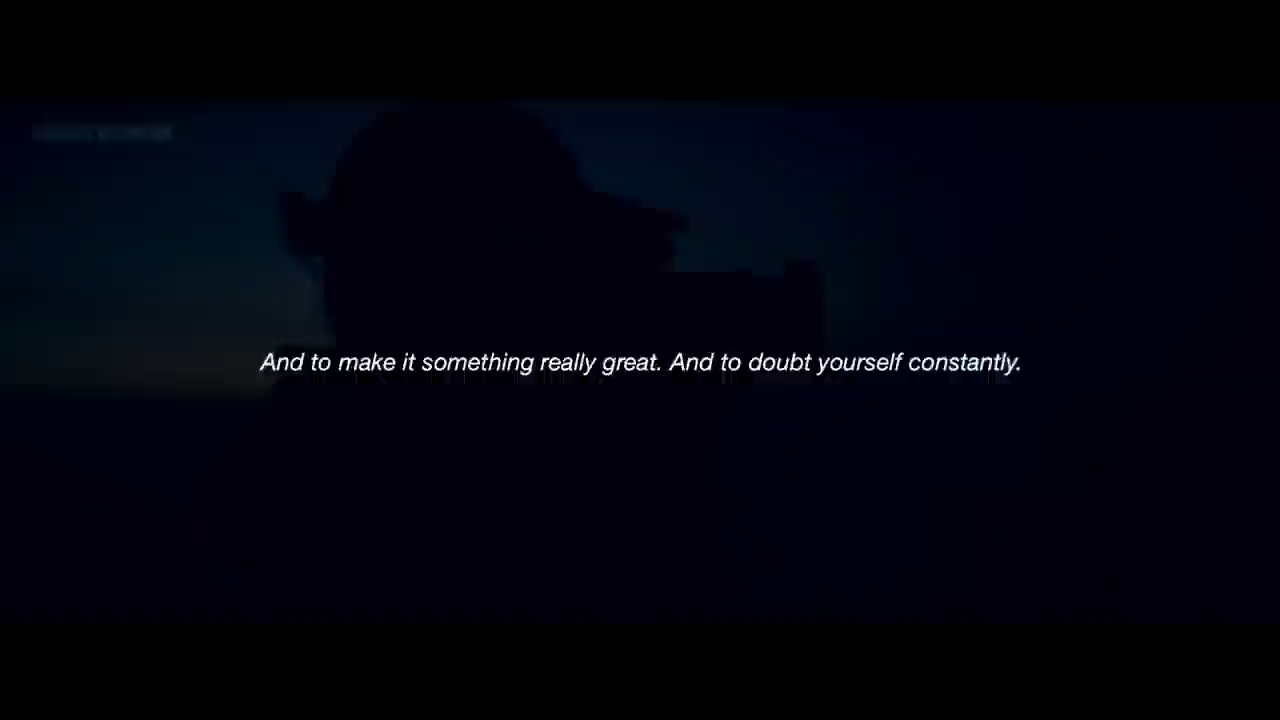 And to make it something really great. And to doubt yourself constantly.